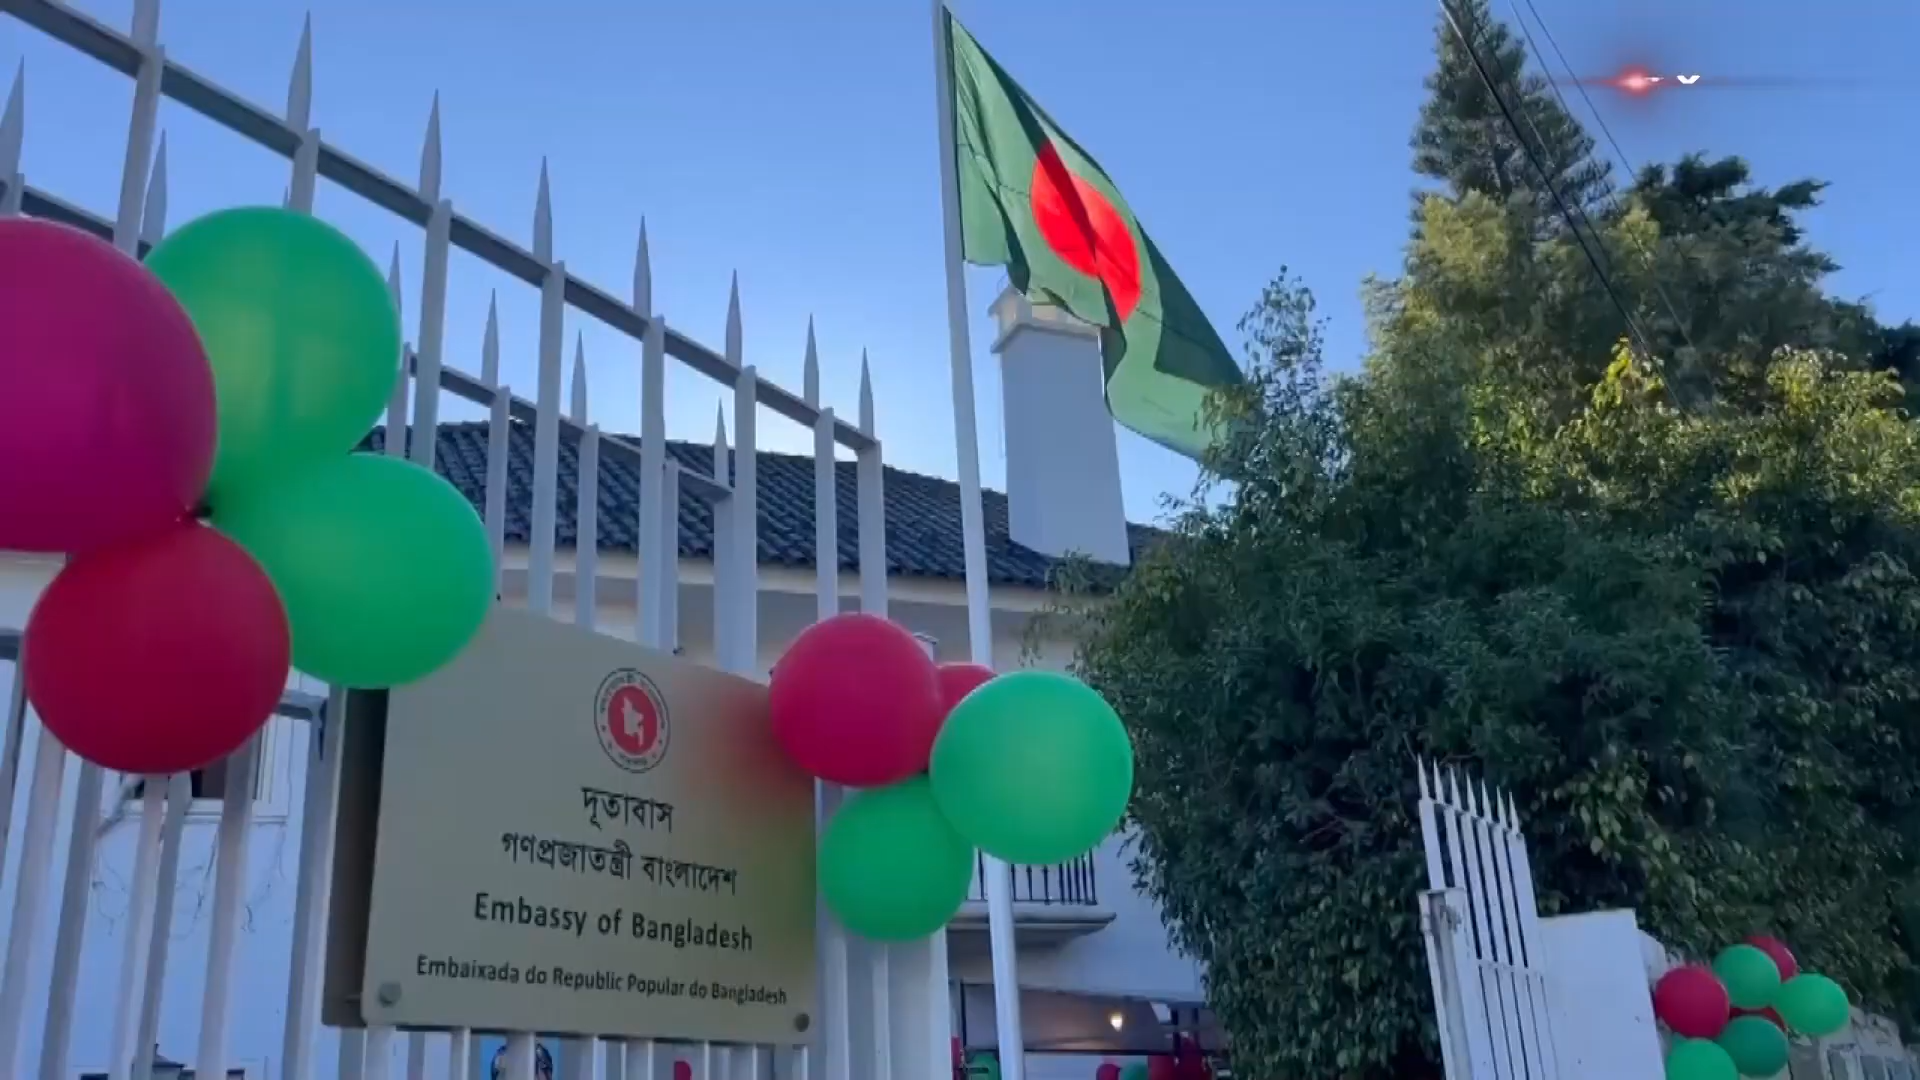 দূতাবাস
গণপ্রজাতন্ত্রী বাংলাদেশ
Embassy of Bangladesh
Embaixada do Republic Popular do Bangladesh